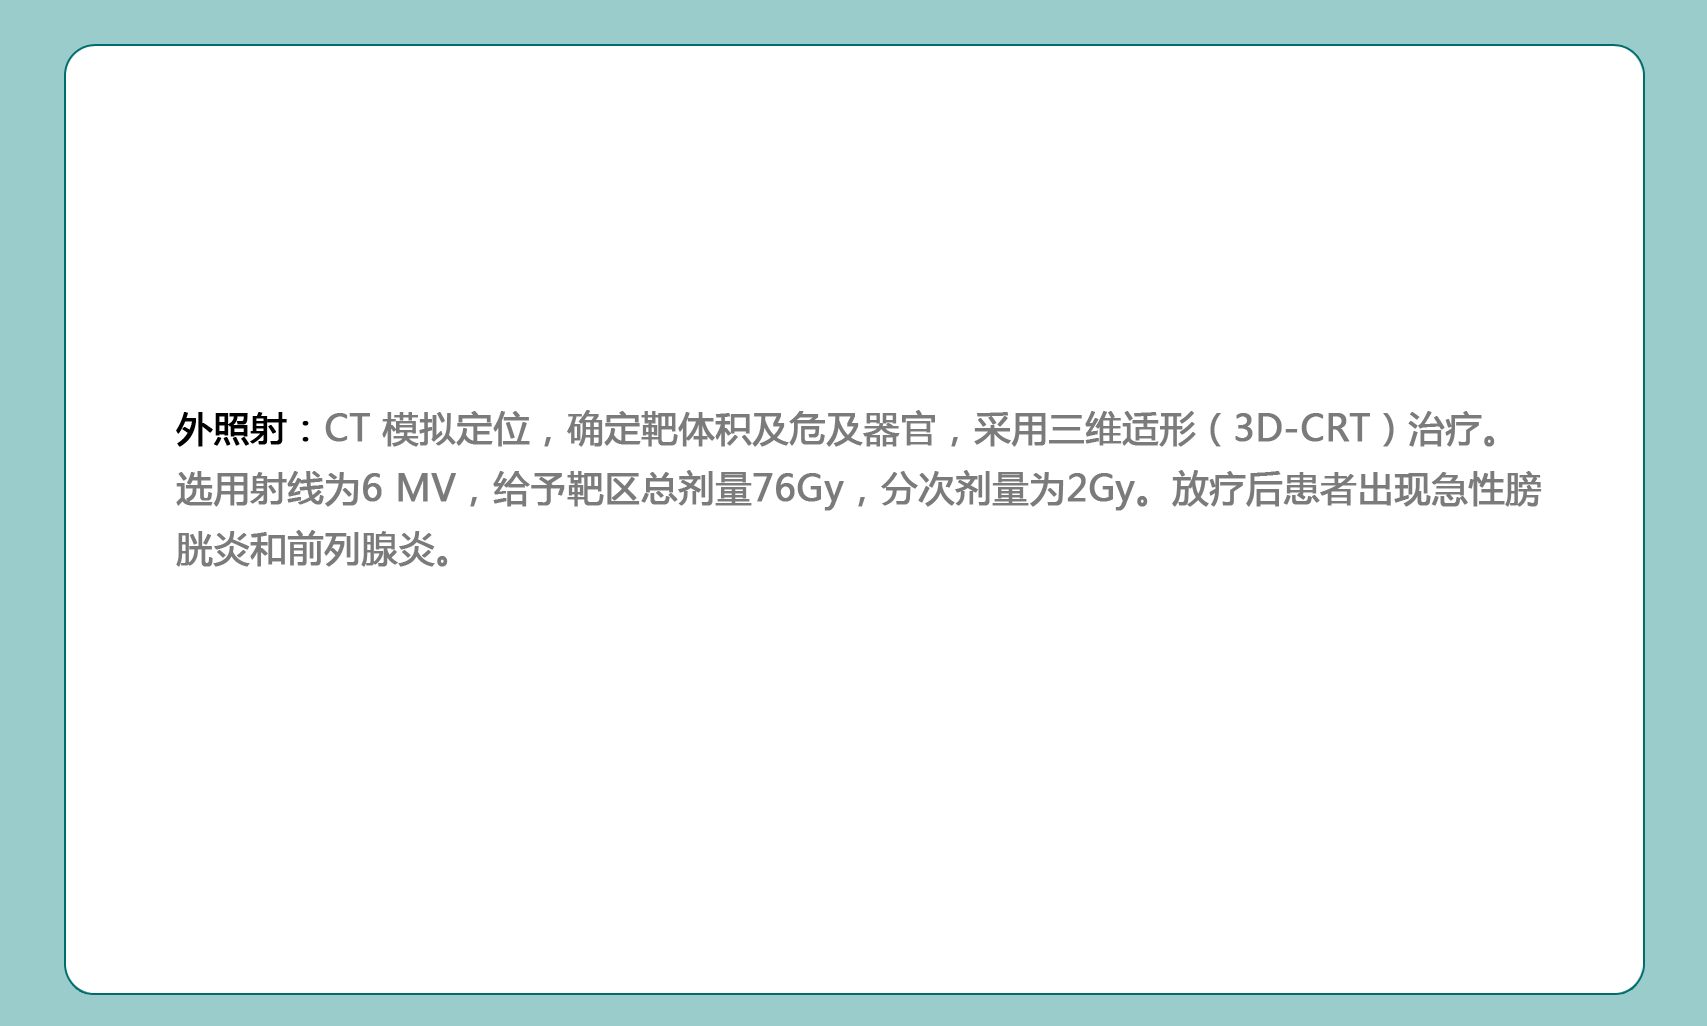 外照射：CT 模拟定位，确定靶体积及危及器官，采用三维适形（3D-CRT）治疗。
选用射线为6 MV，给予靶区总剂量76Gy，分次剂量为2Gy。放疗后患者出现急性膀
胱炎和前列腺炎。